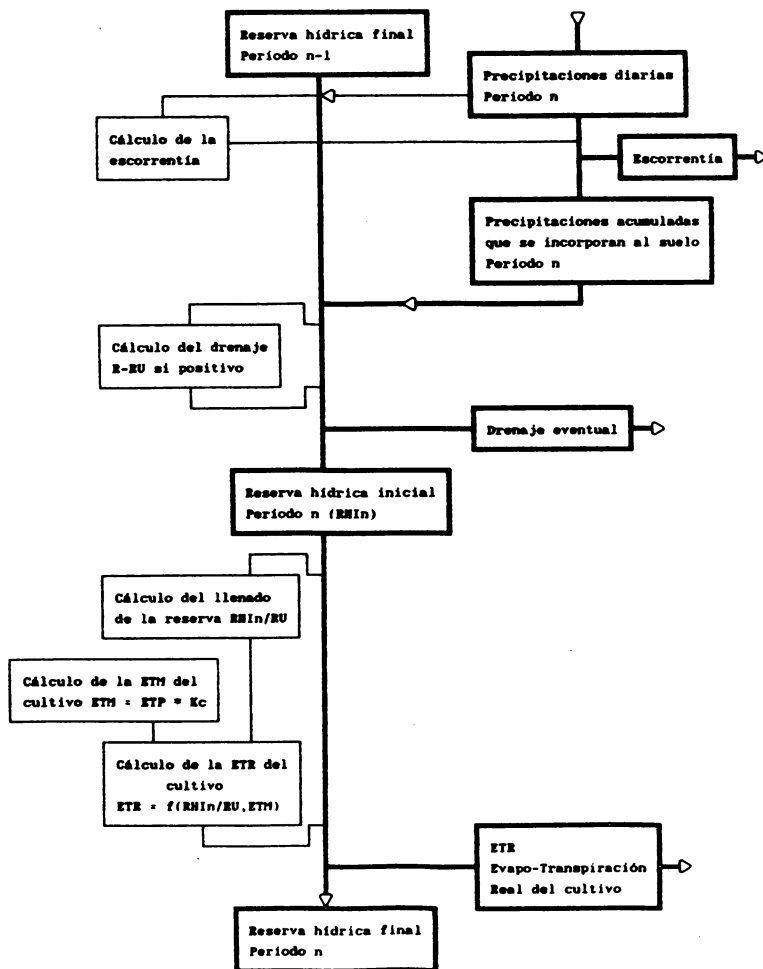 Reserva hídrica final
Período n-1
Precipitaciones diarias
Período n
Cálculo de la
escorrentía
Escorrentía
Precipitaciones acumuladas
que se incorporan al suelo
Período n
Cálculo del drenaje
R-RU si positivo
Drenaje eventual
Reserva hídrica inicial
Período n (RHIn)
Cálculo del llenado
de la reserva RHIn/RU
Cálculo de la ETM del
cultivo ETM = ETP * Kc
Cálculo de la ETR del
cultivo
ETR = f(RHIn/RU,ETM)
ETR
Evapo-Transpiración
Real del cultivo
Reserva hídrica final
Período n